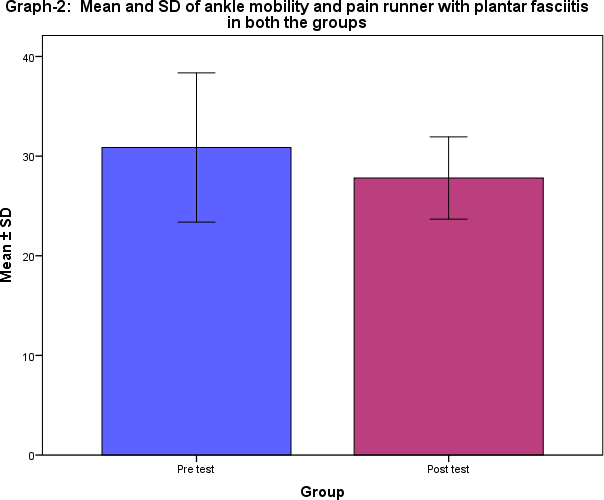 Graph-2: Mean and SD of ankle mobility and pain runner with plantar fasciitis
in both the groups
40
30
20
10
0
Mean ± SD
Pre test
Post test
Group